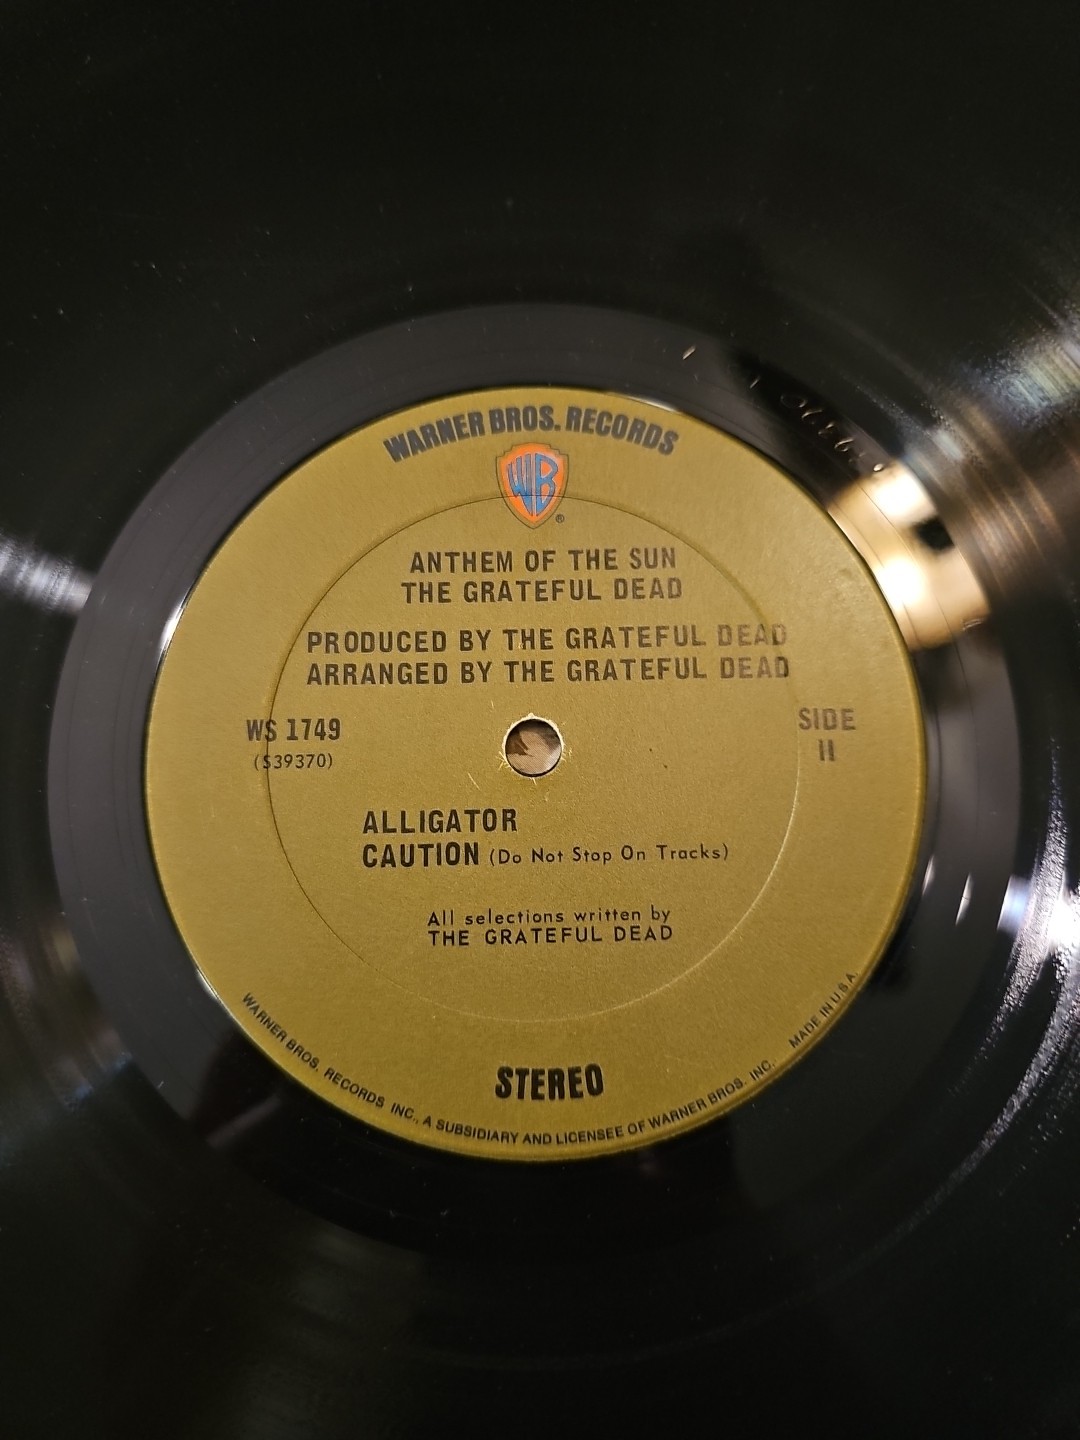 WARNER BROS. RECORDS
WB
®
ANTHEM OF THE SUN
THE GRATEFUL DEAD
PRODUCED BY THE GRATEFUL DEAD
ARRANGED BY THE GRATEFUL DEAD
WS 1749
(S39370)
SIDE
II
ALLIGATOR
CAUTION (Do Not Stop On Tracks)
All selections written by
THE GRATEFUL DEAD
STEREO
WARNER BROS. RECORDS INC., A SUBSIDIARY AND LICENSEE OF WARNER BROS. INC. MADE IN U.S.A.